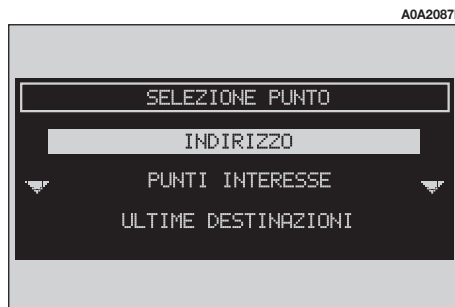 A0A2087
SELEZIONE PUNTO
INDIRIZZO
PUNTI INTERESSE
ULTIME DESTINAZIONI